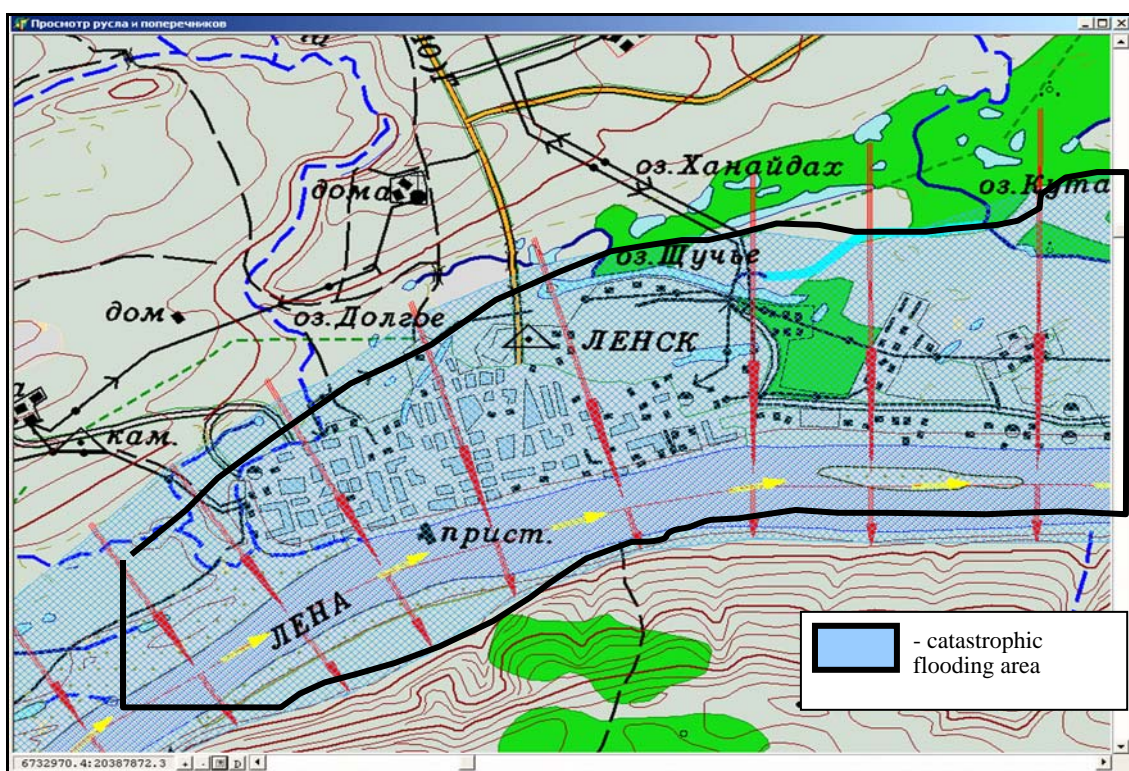 Просмотр русла и поперечников
оз.Ханайдах
дома
оз.Кута
оз.Щучье
дом
оз.Долгое
ЛЕНСК
кам.
прист.
ЛЕНА
- catastrophic
flooding area
6732970.4:20387872.3
+ - D